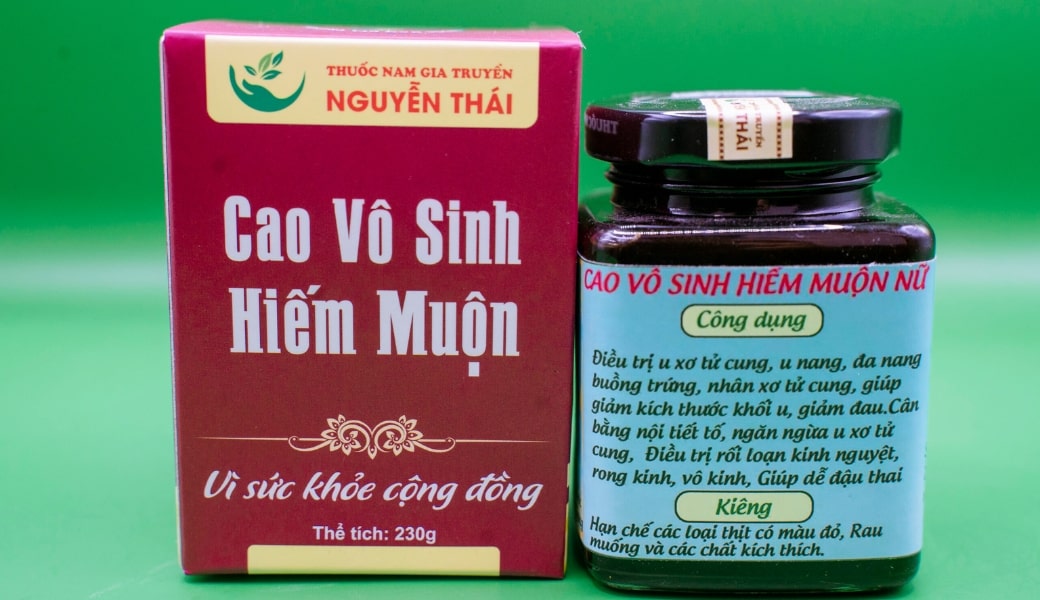 THUỐC NAM GIA TRUYỀN
NGUYỄN THÁI
Cao Vô Sinh
Hiếm Muộn
Vì sức khỏe cộng đồng
Thể tích: 230g
TRUYỀN
THÁI
CAO VÔ SINH HIẾM MUỘN NỮ
Công dụng
Điều trị u xơ tử cung, u nang, đa nang
buồng trứng, nhân xơ tử cung, giúp
giảm kích thước khối u, giảm đau.Cân
bằng nội tiết tố, ngăn ngừa u xơ tử
cung, Điều trị rối loạn kinh nguyệt,
rong kinh, vô kinh, Giúp dễ đậu thai
Kiêng
Hạn chế các loại thịt có màu đỏ, Rau
muống và các chất kích thích.